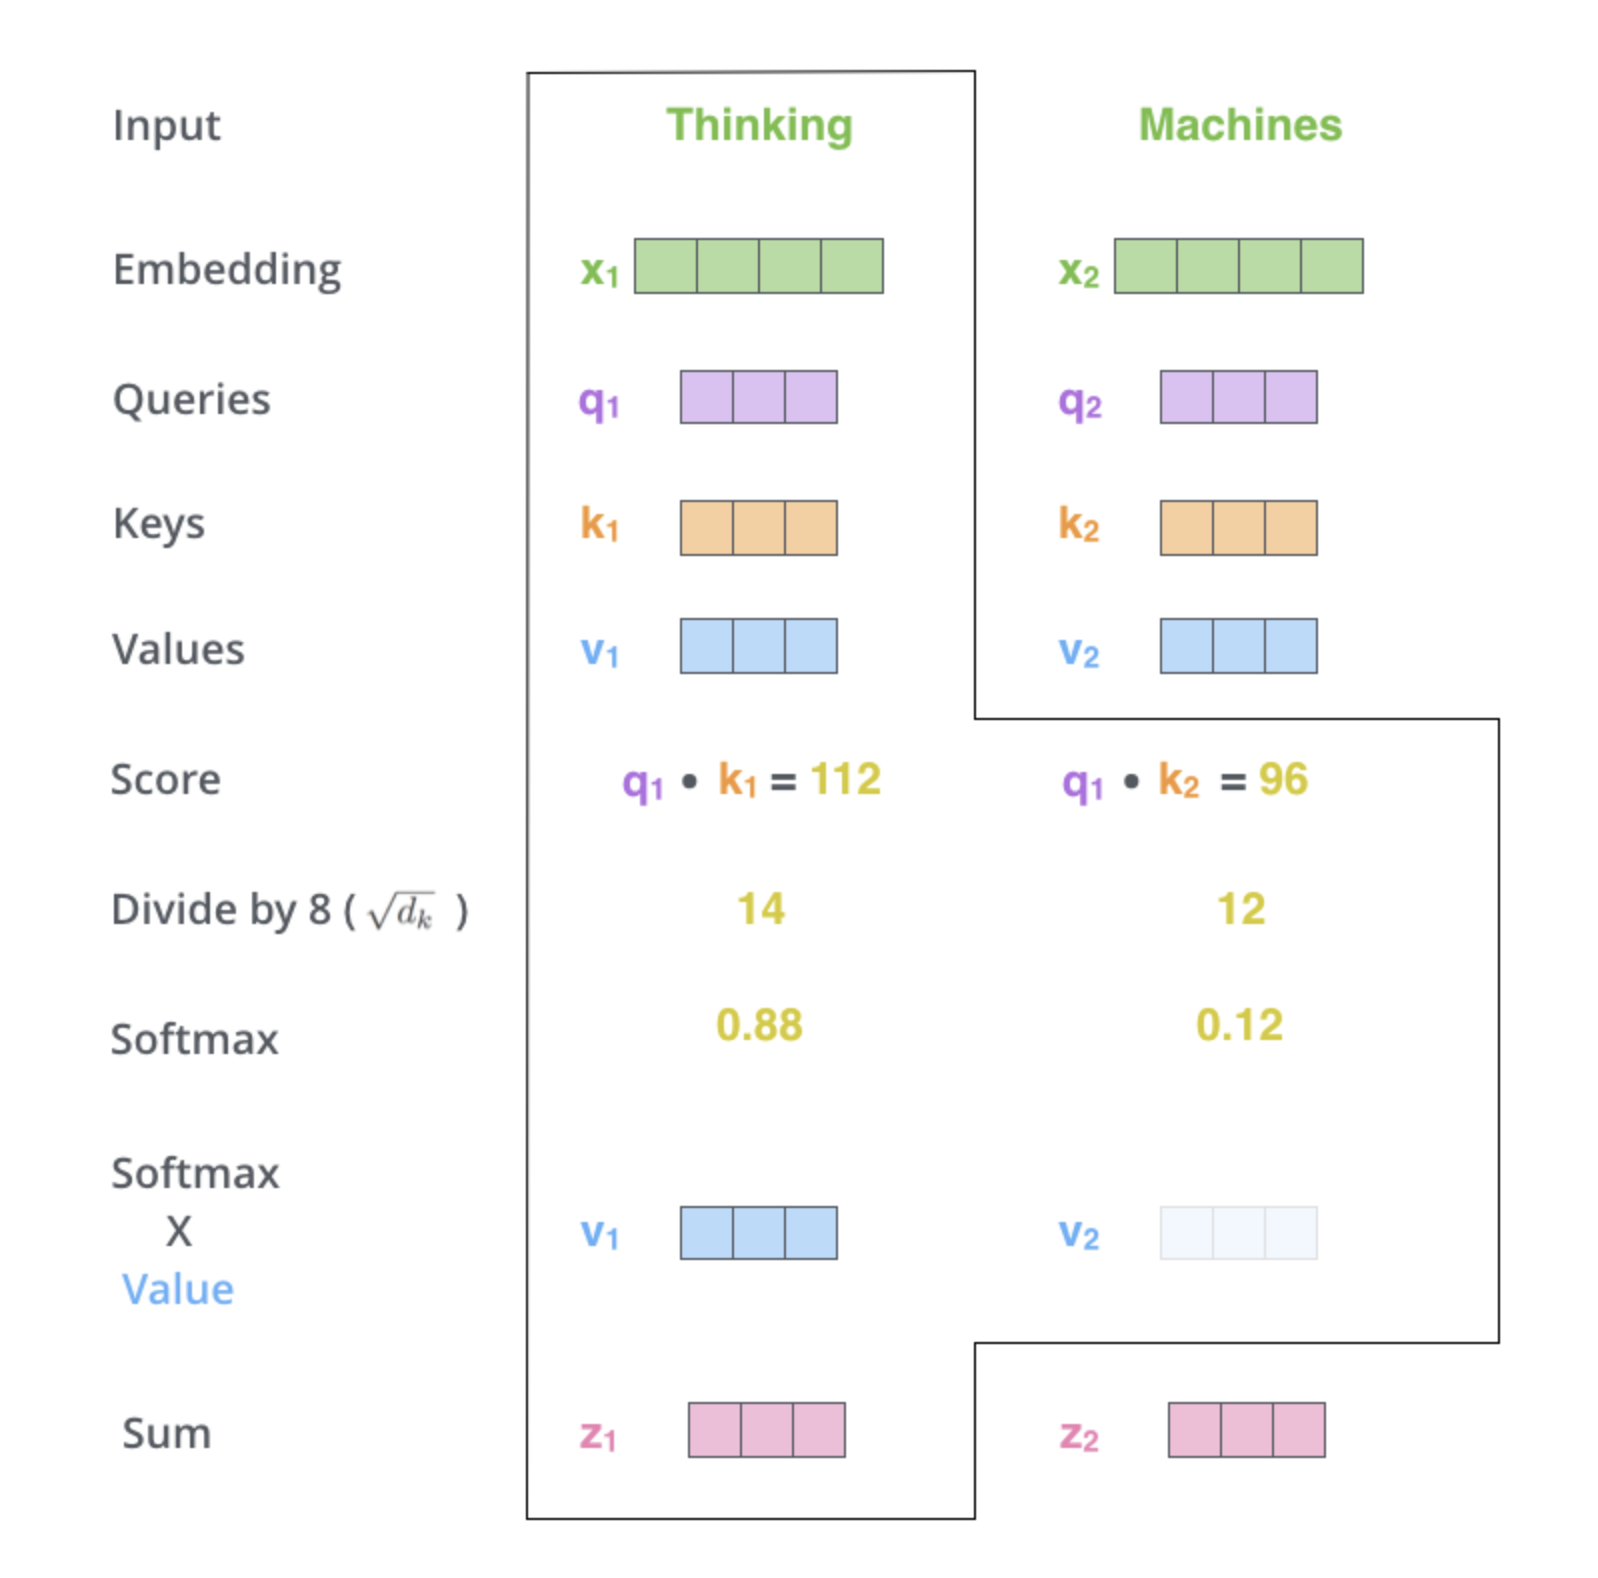 Input Thinking Machines
Embedding x₁ x₂
Queries q₁ q₂
Keys k₁ k₂
Values v₁ v₂
Score q₁ • k₁ = 112 q₁ • k₂ = 96
Divide by 8 ( √dₖ ) 14 12
Softmax 0.88 0.12
Softmax
X
Value v₁ v₂
Sum z₁ z₂